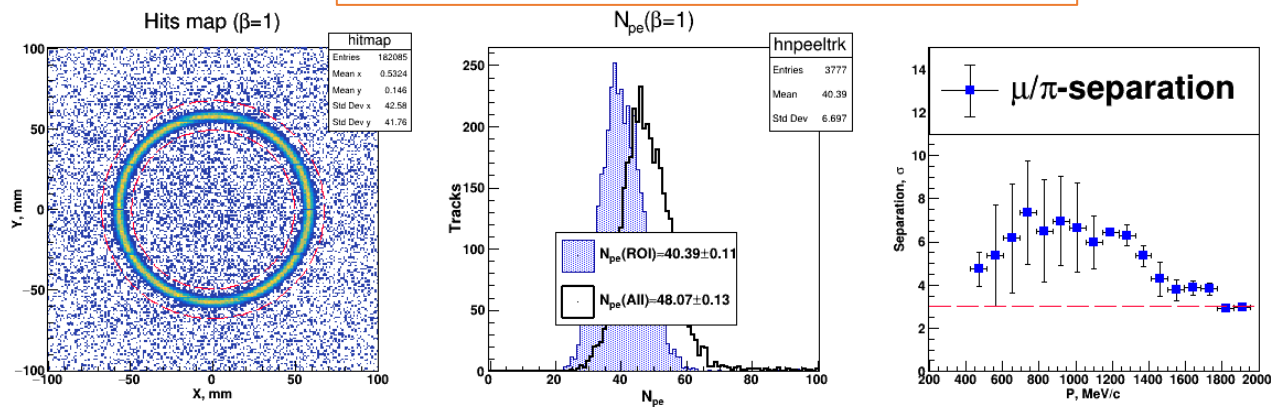 Hits map (β=1)
hitmap
Entries 182085
Mean x 0.5324
Mean y 0.146
Std Dev x 42.58
Std Dev y 41.76
100
50
0
−50
−100
Y, mm
−100 −50 0 50 100
X, mm
N_pe(β=1)
hnpeeltrk
Entries 3777
Mean 40.39
Std Dev 6.697
250
200
150
100
50
0
Tracks
N_pe(ROI)=40.39±0.11
N_pe(All)=48.07±0.13
0 20 40 60 80 100
N_pe
μ/π-separation
14
12
10
8
6
4
2
0
Separation, σ
200 400 600 800 1000 1200 1400 1600 1800 2000
P, MeV/c